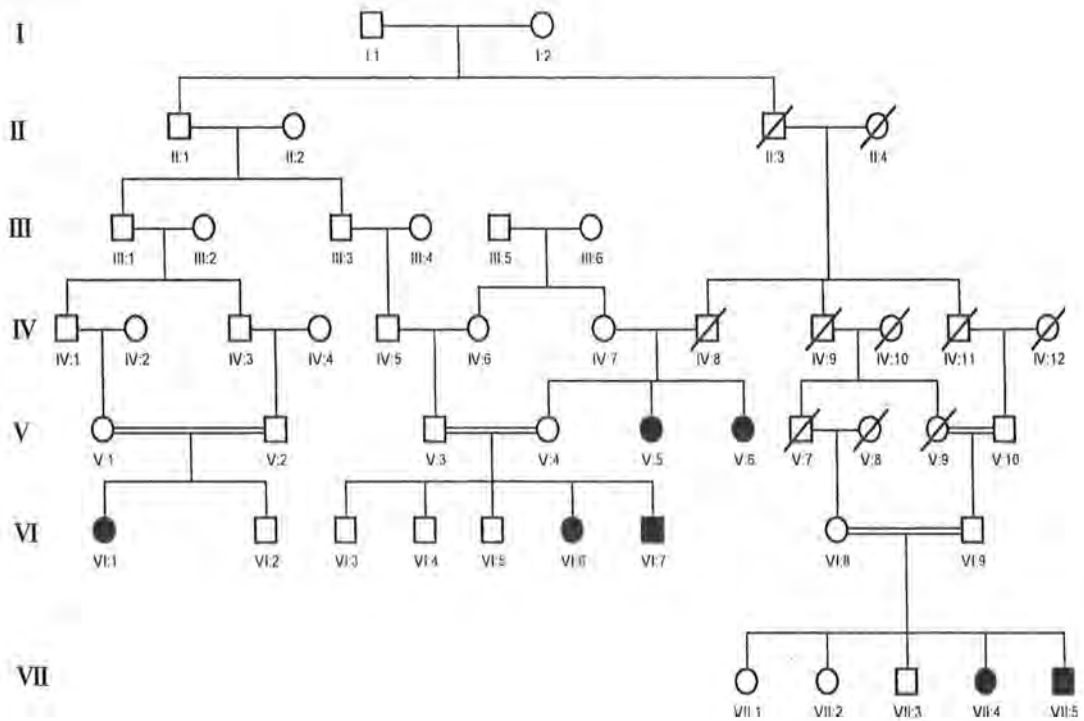 I
I:1 I:2
II
II:1 II:2 II:3 II:4
III
III:1 III:2 III:3 III:4 III:5 III:6
IV
IV:1 IV:2 IV:3 IV:4 IV:5 IV:6 IV:7 IV:8 IV:9 IV:10 IV:11 IV:12
V
V:1 V:2 V:3 V:4 V:5 V:6 V:7 V:8 V:9 V:10
VI
VI:1 VI:2 VI:3 VI:4 VI:5 VI:6 VI:7 VI:8 VI:9
VII
VII:1 VII:2 VII:3 VII:4 VII:5